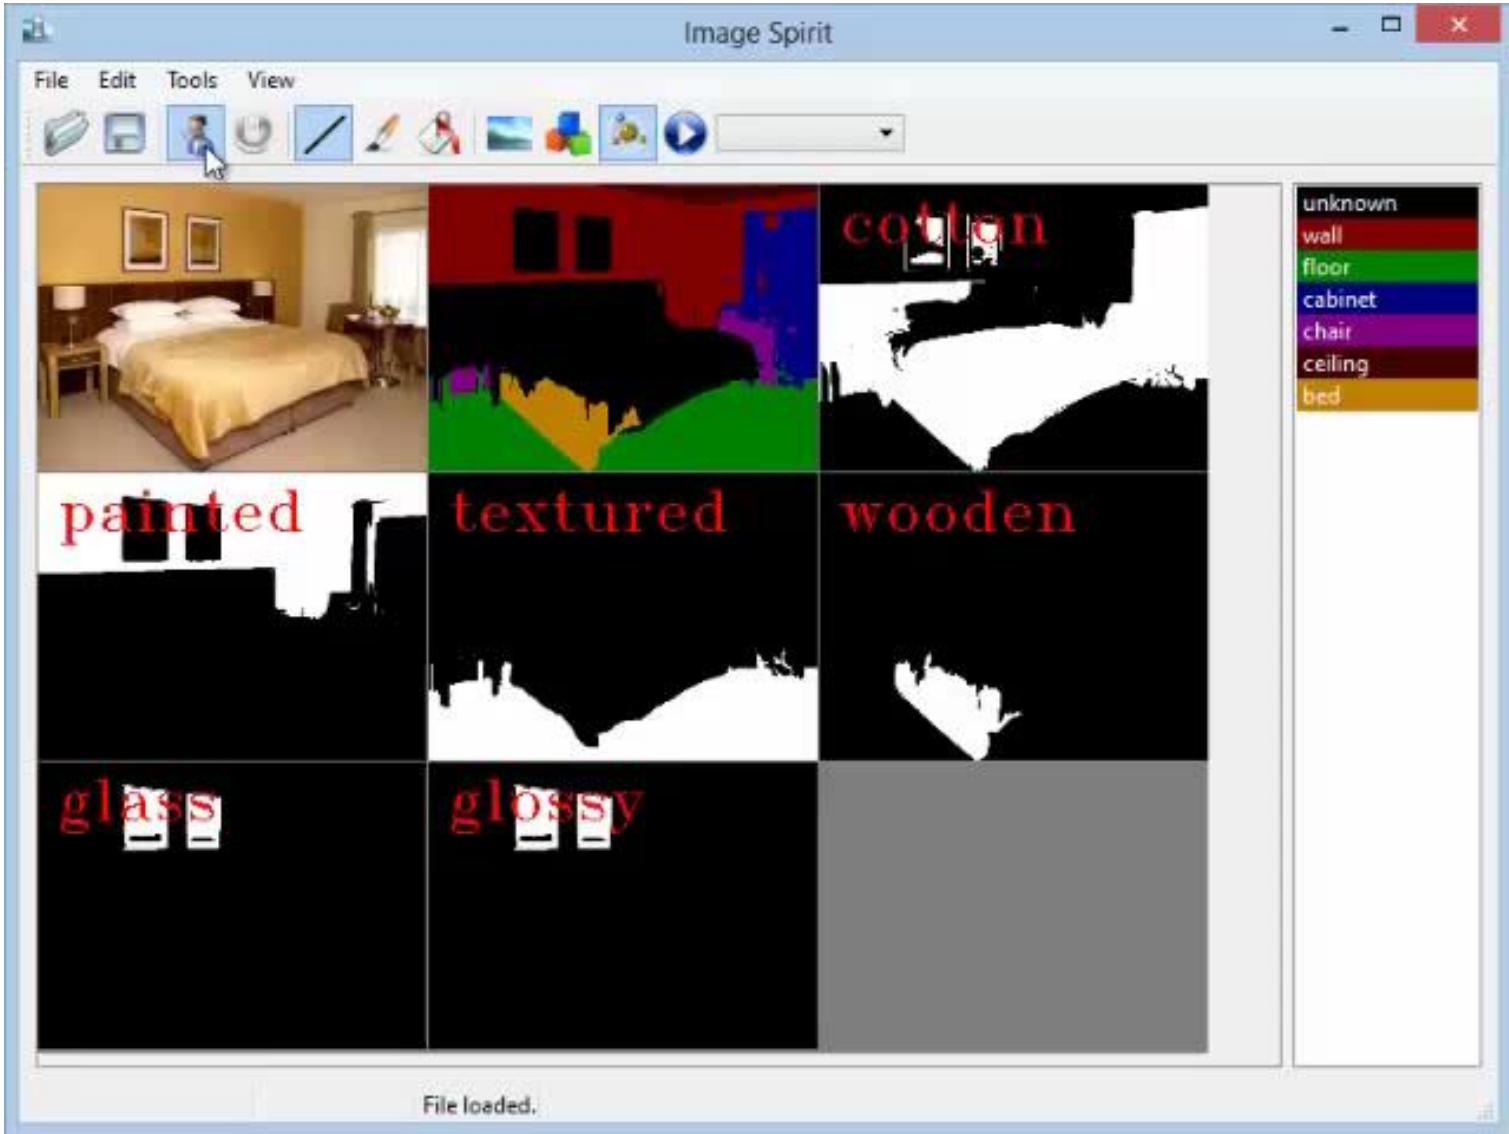 Image Spirit
File Edit Tools View
cotton
painted
textured
wooden
glass
glossy
unknown
wall
floor
cabinet
chair
ceiling
bed
File loaded.